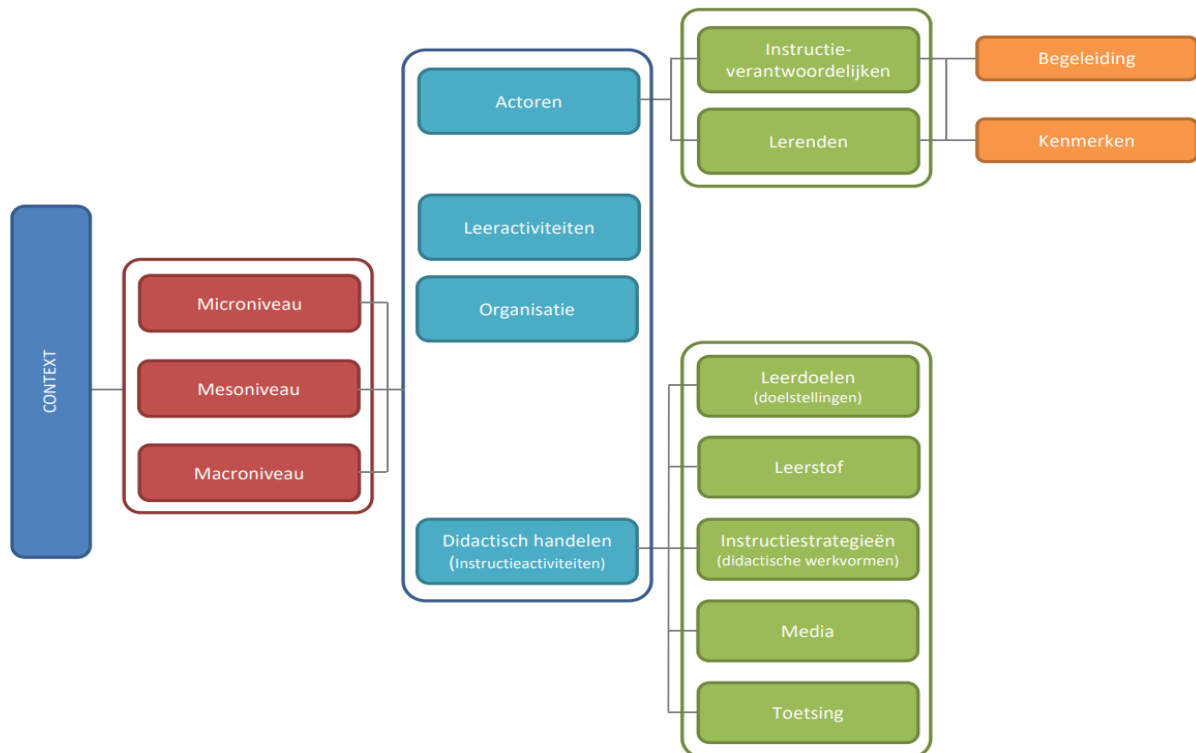 CONTEXT
Microniveau
Mesoniveau
Macroniveau
Actoren
Leeractiviteiten
Organisatie
Didactisch handelen
(Instructieactiviteiten)
Instructie-
verantwoordelijken
Lerenden
Begeleiding
Kenmerken
Leerdoelen
(doelstellingen)
Leerstof
Instructiestrategieën
(didactische werkvormen)
Media
Toetsing